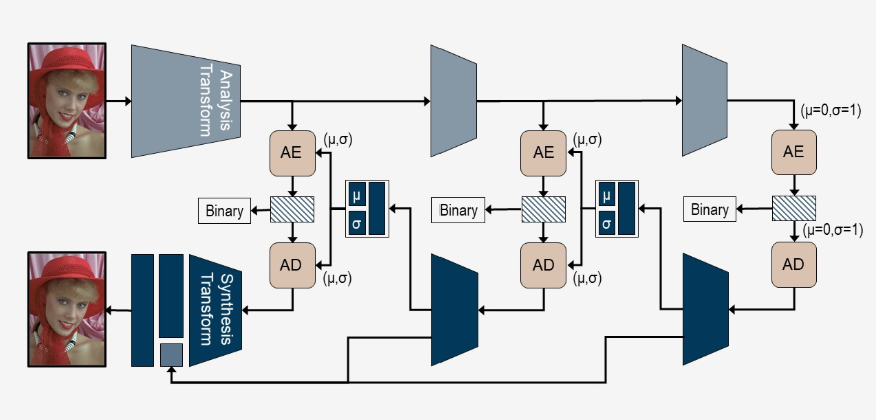 Analysis
Transform
(μ,σ)
(μ,σ)
(μ=0,σ=1)
AE
AE
AE
μ
μ
Binary
Binary
Binary
σ
σ
(μ=0,σ=1)
AD
AD
AD
(μ,σ)
(μ,σ)
Synthesis
Transform